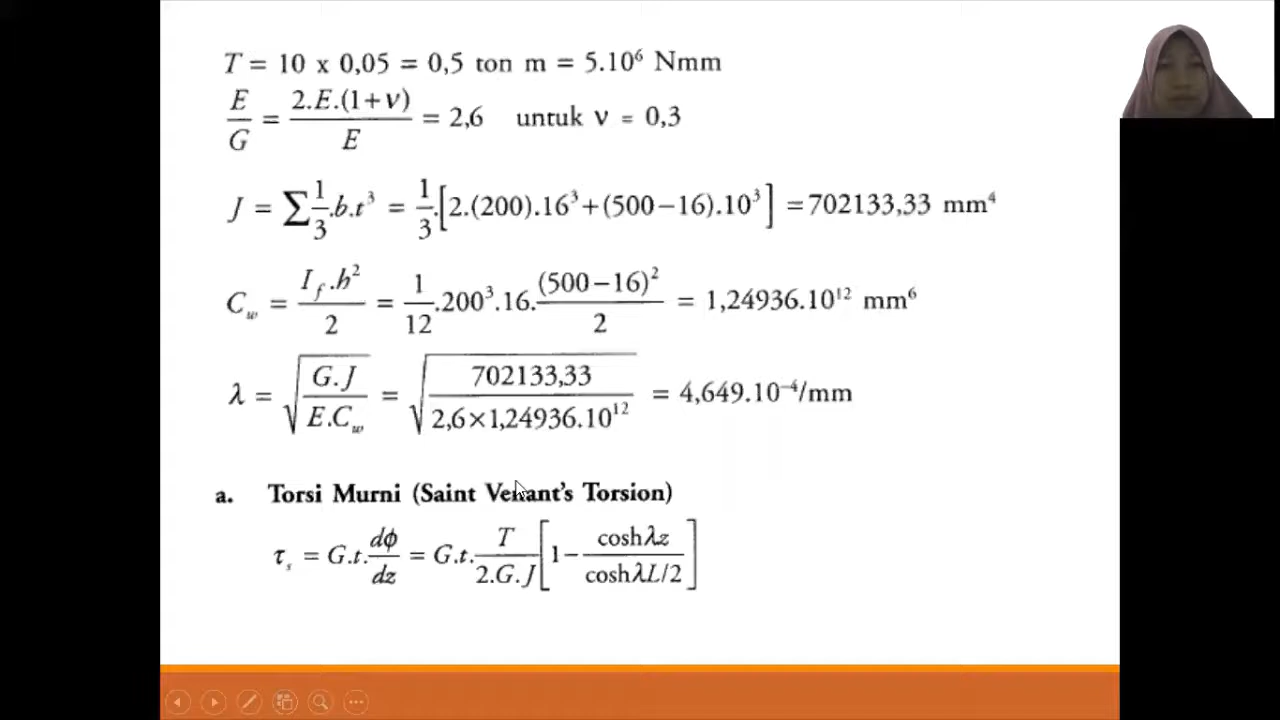 T = 10 x 0,05 = 0,5 ton m = 5.10⁶ Nmm
E/G = 2.E.(1+ν)/E = 2,6 untuk ν = 0,3
J = ∑1/3.b.t³ = 1/3.[2.(200).16³+(500−16).10³] = 702133,33 mm⁴
C_w = I_f.h²/2 = 1/12.200³.16.(500−16)²/2 = 1,24936.10¹² mm⁶
λ = √(G.J/E.C_w) = √(702133,33/2,6×1,24936.10¹²) = 4,649.10⁻⁴/mm
a. Torsi Murni (Saint Venant's Torsion)
τ_s = G.t.dϕ/dz = G.t.T/2.G.J[1−coshλz/coshλL/2]